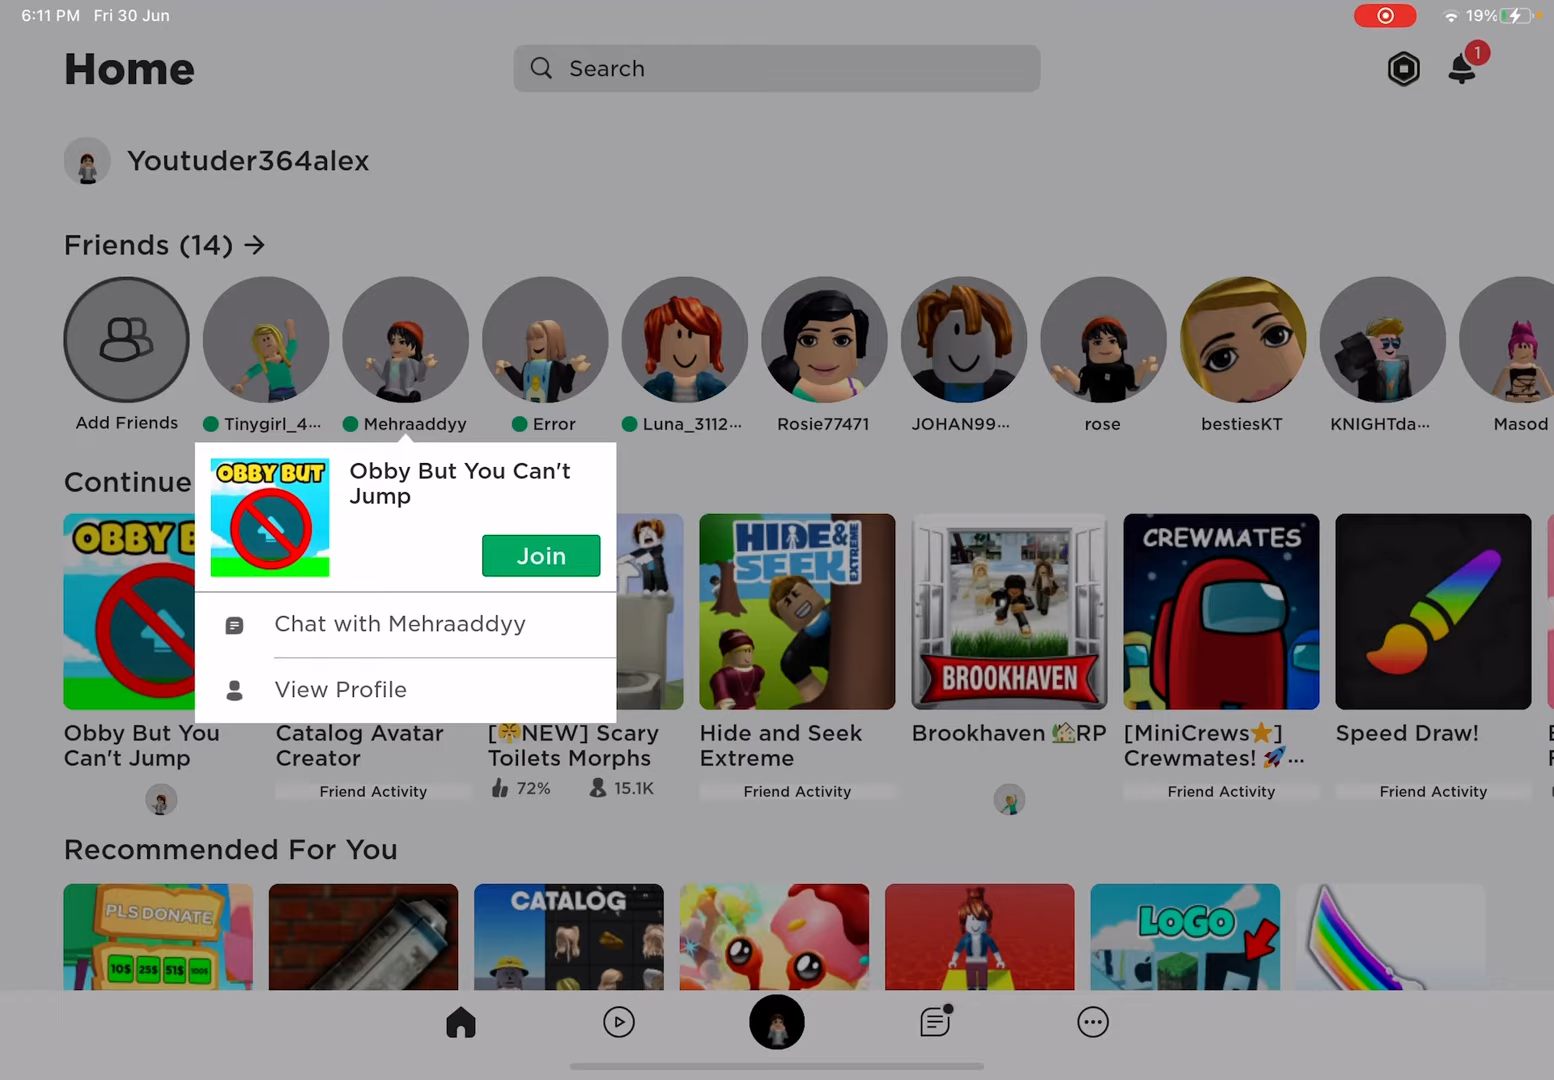 6:11 PM Fri 30 Jun
19%
Home
Search
1
Youtuder364alex
Friends (14) →
Add Friends
Tinygirl_4...
Mehraaddyy
Error
Luna_3112...
Rosie77471
JOHAN99...
rose
bestiesKT
KNIGHTda...
Masod
OBBY BUT
Obby But You Can't
Jump
Join
Chat with Mehraaddyy
View Profile
Continue
OBBY B
HIDE &
SEEK
EXTREME
BROOKHAVEN
CREWMATES
Obby But You
Can't Jump
Catalog Avatar
Creator
Friend Activity
[🎀NEW] Scary
Toilets Morphs
72%
15.1K
Hide and Seek
Extreme
Friend Activity
Brookhaven 🏡RP
[MiniCrews⭐]
Crewmates! 🚀...
Friend Activity
Speed Draw!
Friend Activity
Recommended For You
PLS DONATE
10$ 25$ 51$ 100$
CATALOG
LOGO